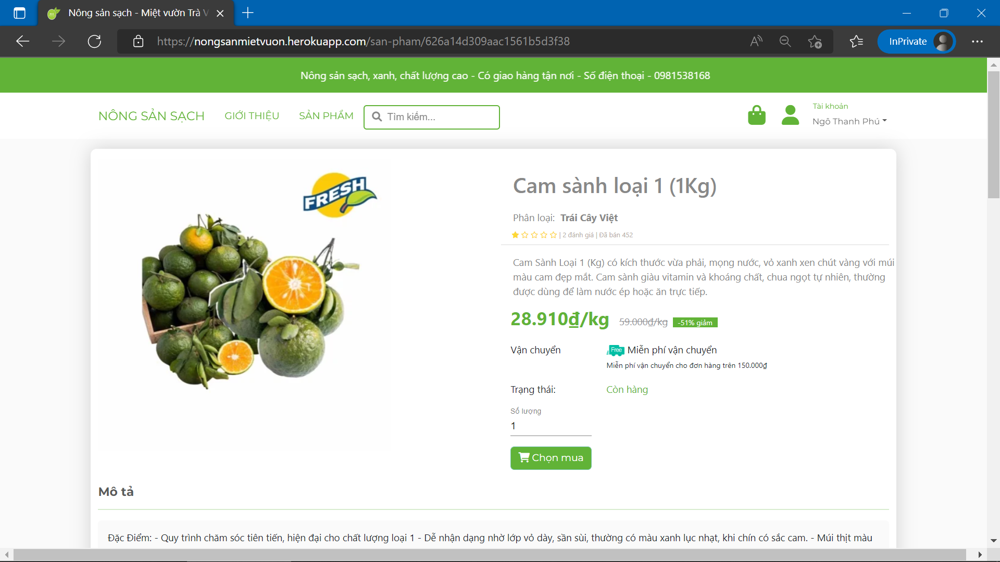 Nông sản sạch - Miệt vườn Trà V
https://nongsanmietvuon.herokuapp.com/san-pham/626a14d309aac1561b5d3f38
InPrivate
Nông sản sạch, xanh, chất lượng cao - Có giao hàng tận nơi - Số điện thoại - 0981538168
NÔNG SẢN SẠCH
GIỚI THIỆU
SẢN PHẨM
Tìm kiếm...
Tài khoản
Ngô Thanh Phú
FRESH
Cam sành loại 1 (1Kg)
Phân loại: Trái Cây Việt
| 2 đánh giá | Đã bán 452
Cam Sành Loại 1 (Kg) có kích thước vừa phải, mọng nước, vỏ xanh xen chút vàng với múi
màu cam đẹp mắt. Cam sành giàu vitamin và khoáng chất, chua ngọt tự nhiên, thường
được dùng để làm nước ép hoặc ăn trực tiếp.
28.910₫/kg 59.000₫/kg -51% giảm
Vận chuyển
Free Miễn phí vận chuyển
Miễn phí vận chuyển cho đơn hàng trên 150.000₫
Trạng thái: Còn hàng
Số lượng
1
Chọn mua
Mô tả
Đặc Điểm: - Quy trình chăm sóc tiên tiến, hiện đại cho chất lượng loại 1 - Dễ nhận dạng nhờ lớp vỏ dày, sần sùi, thường có màu xanh lục nhạt, khi chín có sắc cam. - Múi thịt màu